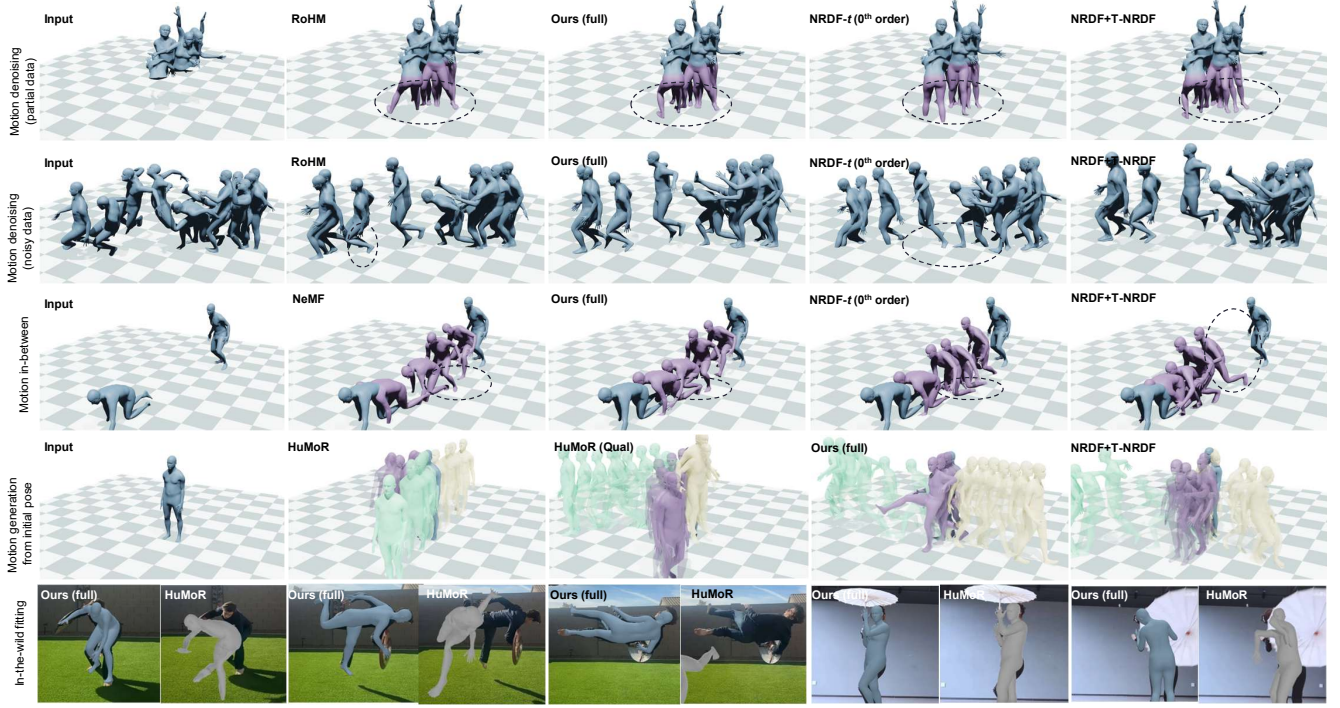 Motion denoising
(partial data)
Input
RoHM
Ours (full)
NRDF-t (0th order)
NRDF+T-NRDF
Motion denoising
(noisy data)
Input
RoHM
Ours (full)
NRDF-t (0th order)
NRDF+T-NRDF
Motion in-between
Input
NeMF
Ours (full)
NRDF-t (0th order)
NRDF+T-NRDF
Motion generation
from initial pose
Input
HuMoR
HuMoR (Qual)
Ours (full)
NRDF+T-NRDF
In-the-wild fitting
Ours (full)
HuMoR
Ours (full)
HuMoR
Ours (full)
HuMoR
Ours (full)
HuMoR
Ours (full)
HuMoR